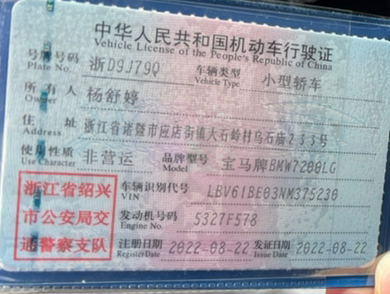 中华人民共和国机动车行驶证
Vehicle License of the People's Republic of China
号牌号码 浙D9J79Q 车辆类型 小型轿车
Plate No. Vehicle Type
所有人 杨舒婷
Owner
住址 浙江省诸暨市应店街镇大石岭村乌石庙233号
Address
使用性质 非营运 品牌型号 宝马牌BMW7200LG
Use Character Model
浙江省绍兴
市公安局交
通警察支队
车辆识别代号 LBV61BE03NM375230
VIN
发动机号码 5327F578
Engine No.
注册日期 2022-08-22 发证日期 2022-08-22
Register Date Issue Date